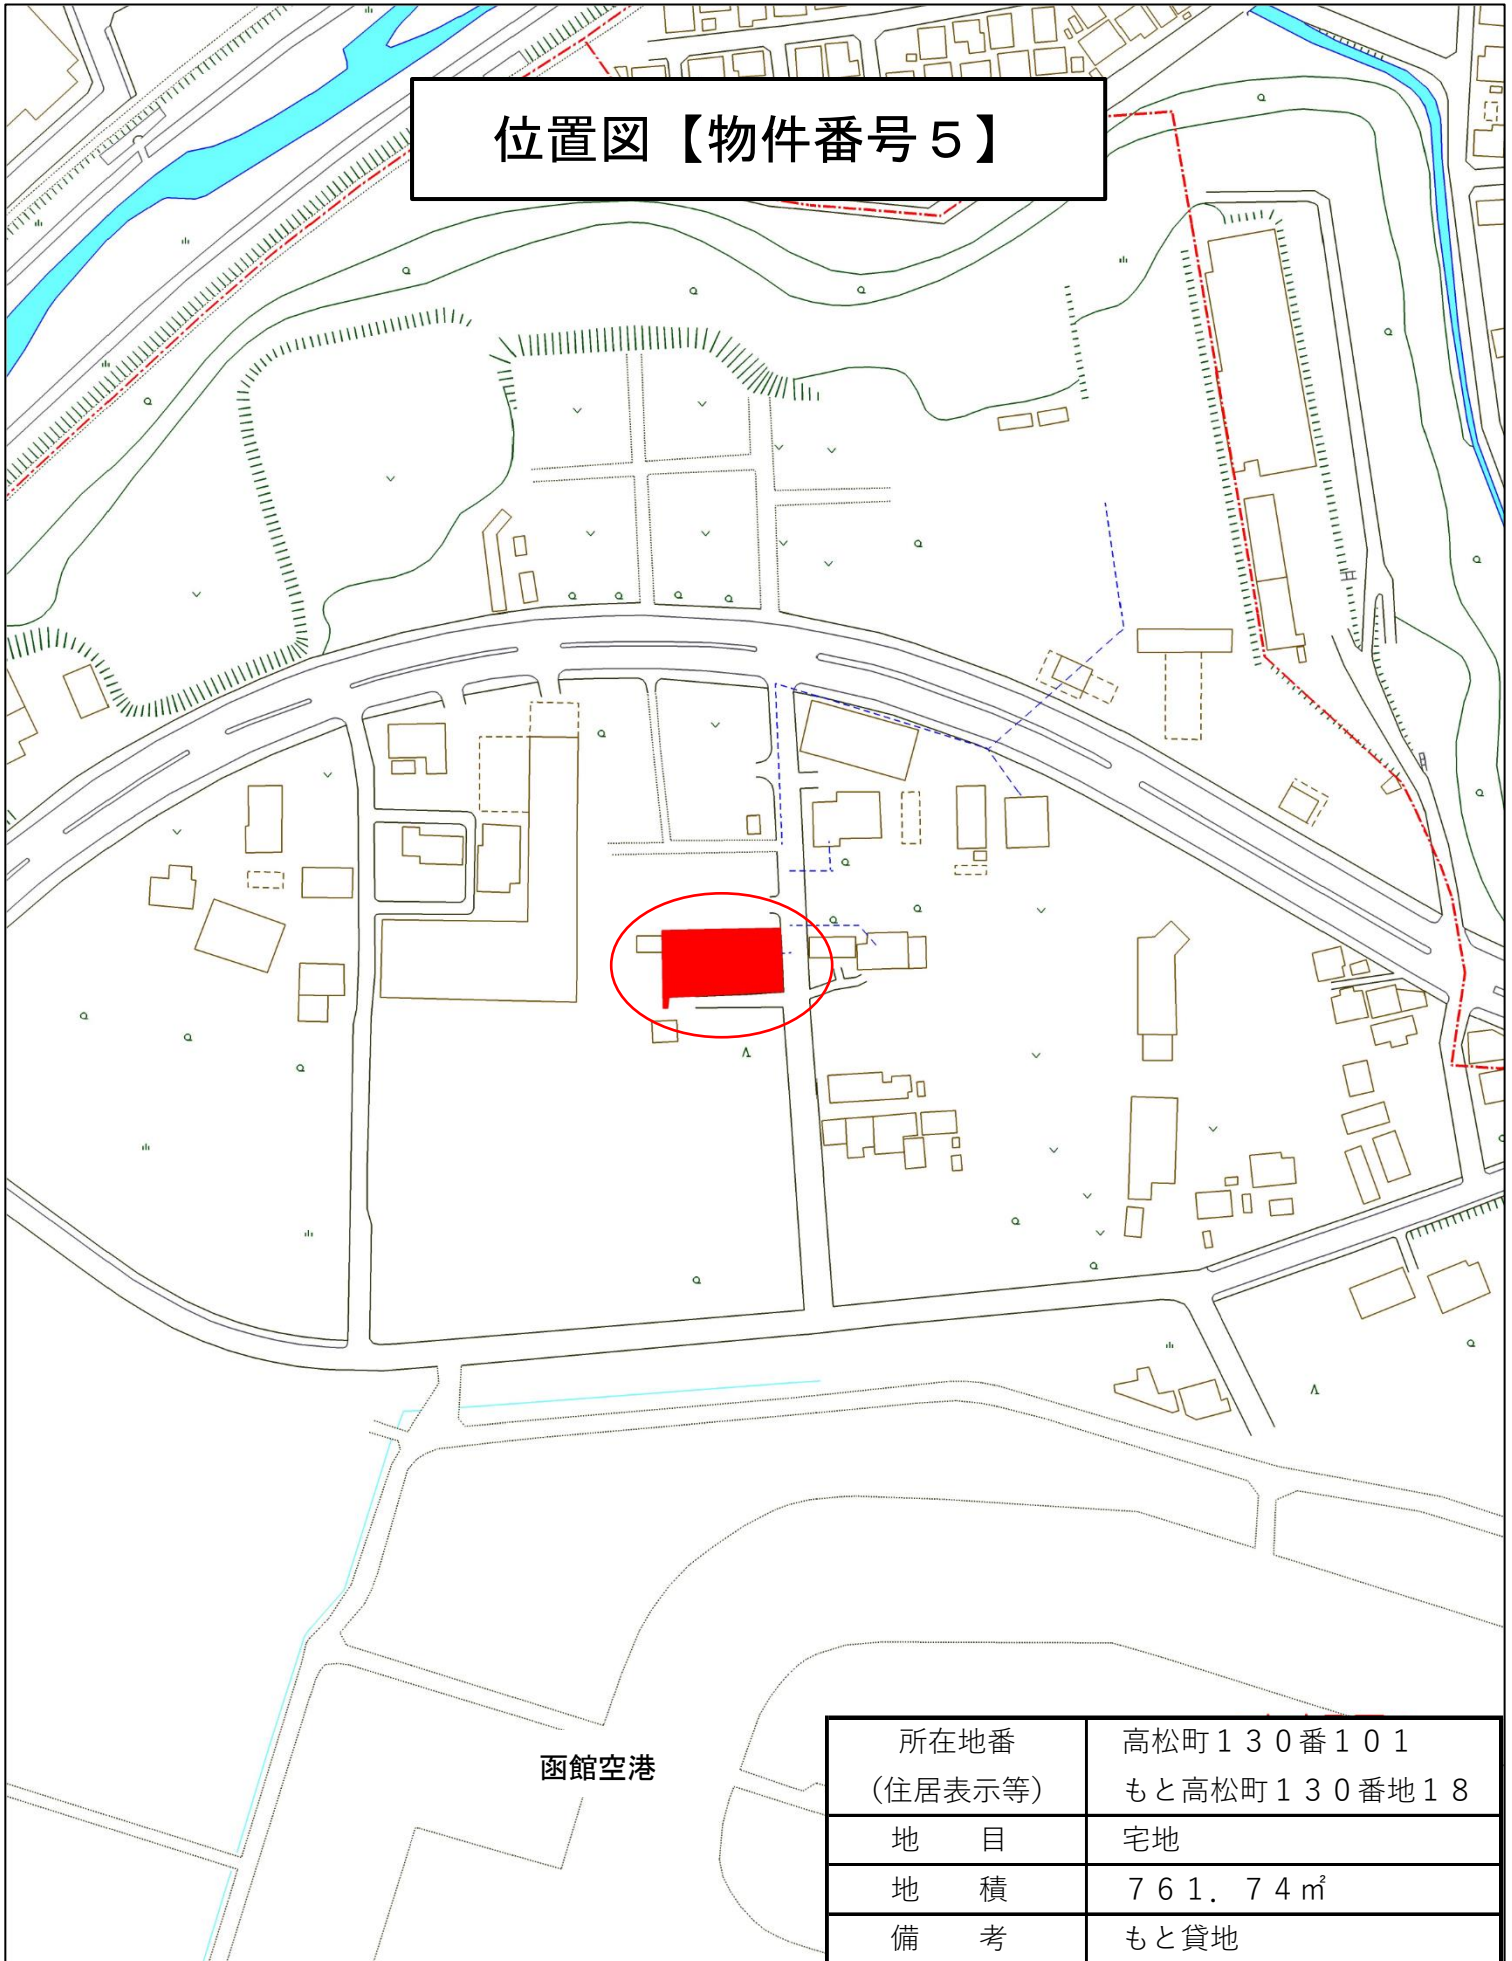 位置図【物件番号５】
函館空港
所在地番 高松町１３０番１０１
（住居表示等） もと高松町１３０番地１８
地　　目 宅地
地　　積 ７６１．７４㎡
備　　考 もと貸地